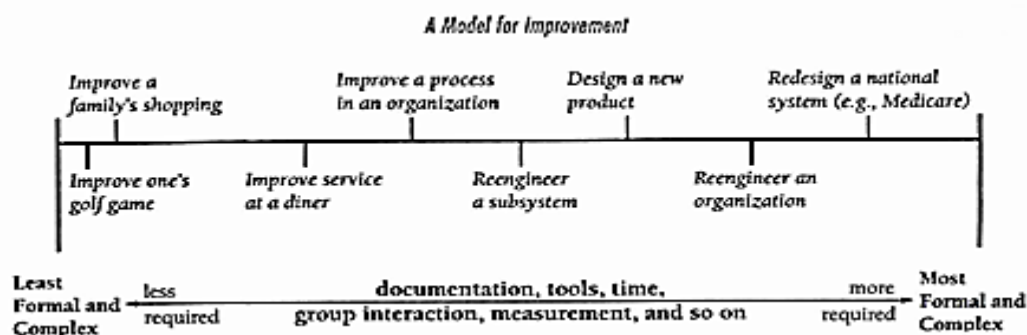 A Model for Improvement
Improve a
family's shopping
Improve a process
in an organization
Design a new
product
Redesign a national
system (e.g., Medicare)
Improve one's
golf game
Improve service
at a diner
Reengineer
a subsystem
Reengineer an
organization
Least
Formal and
Complex
less
required
documentation, tools, time,
group interaction, measurement, and so on
more
required
Most
Formal and
Complex